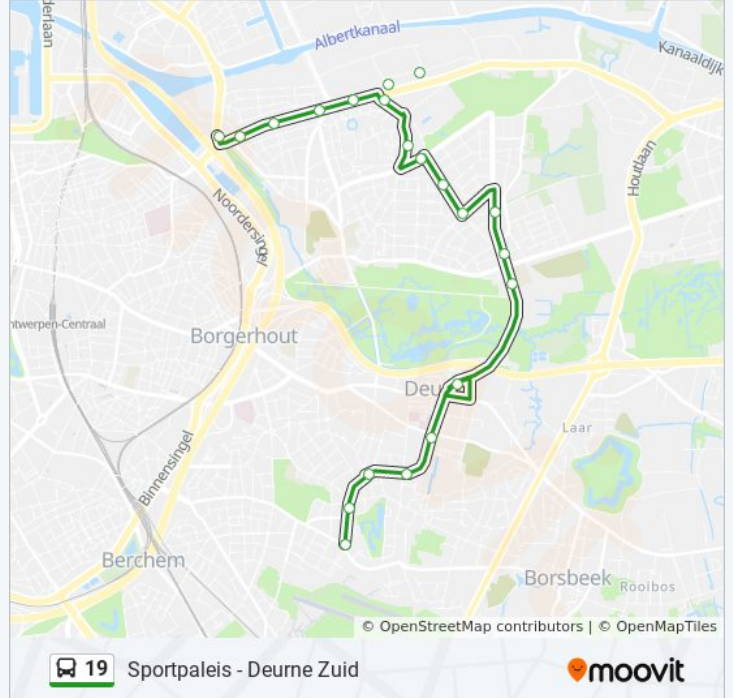 derlaan
Albertkanaal
Kanaaldijk
Houtlaan
Noordersingel
ntwerpen-Centraal
Borgerhout
Deu
Laar
Binnensingel
Berchem
Borsbeek
Rooibos
© OpenStreetMap contributors | © OpenMapTiles
19 Sportpaleis - Deurne Zuid
moovit